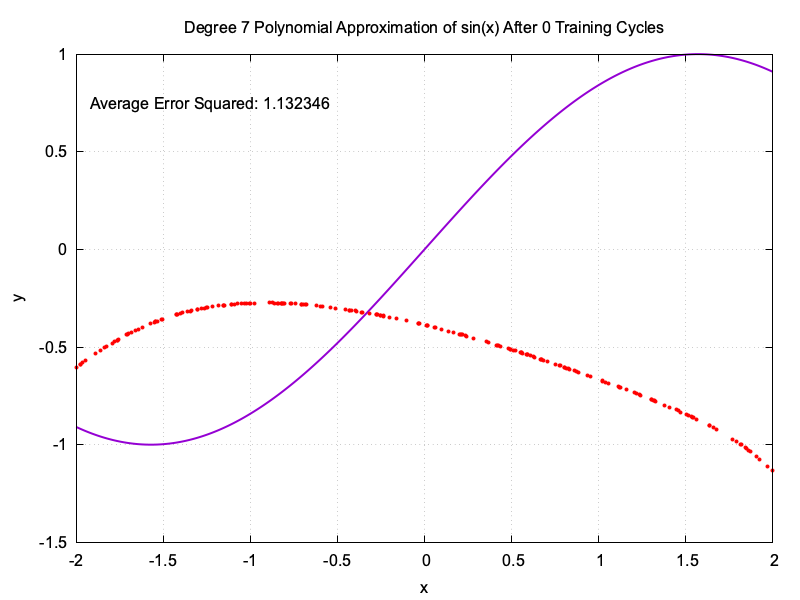 Degree 7 Polynomial Approximation of sin(x) After 0 Training Cycles
1
Average Error Squared: 1.132346
0.5
0
y
-0.5
-1
-1.5
-2 -1.5 -1 -0.5 0 0.5 1 1.5 2
x